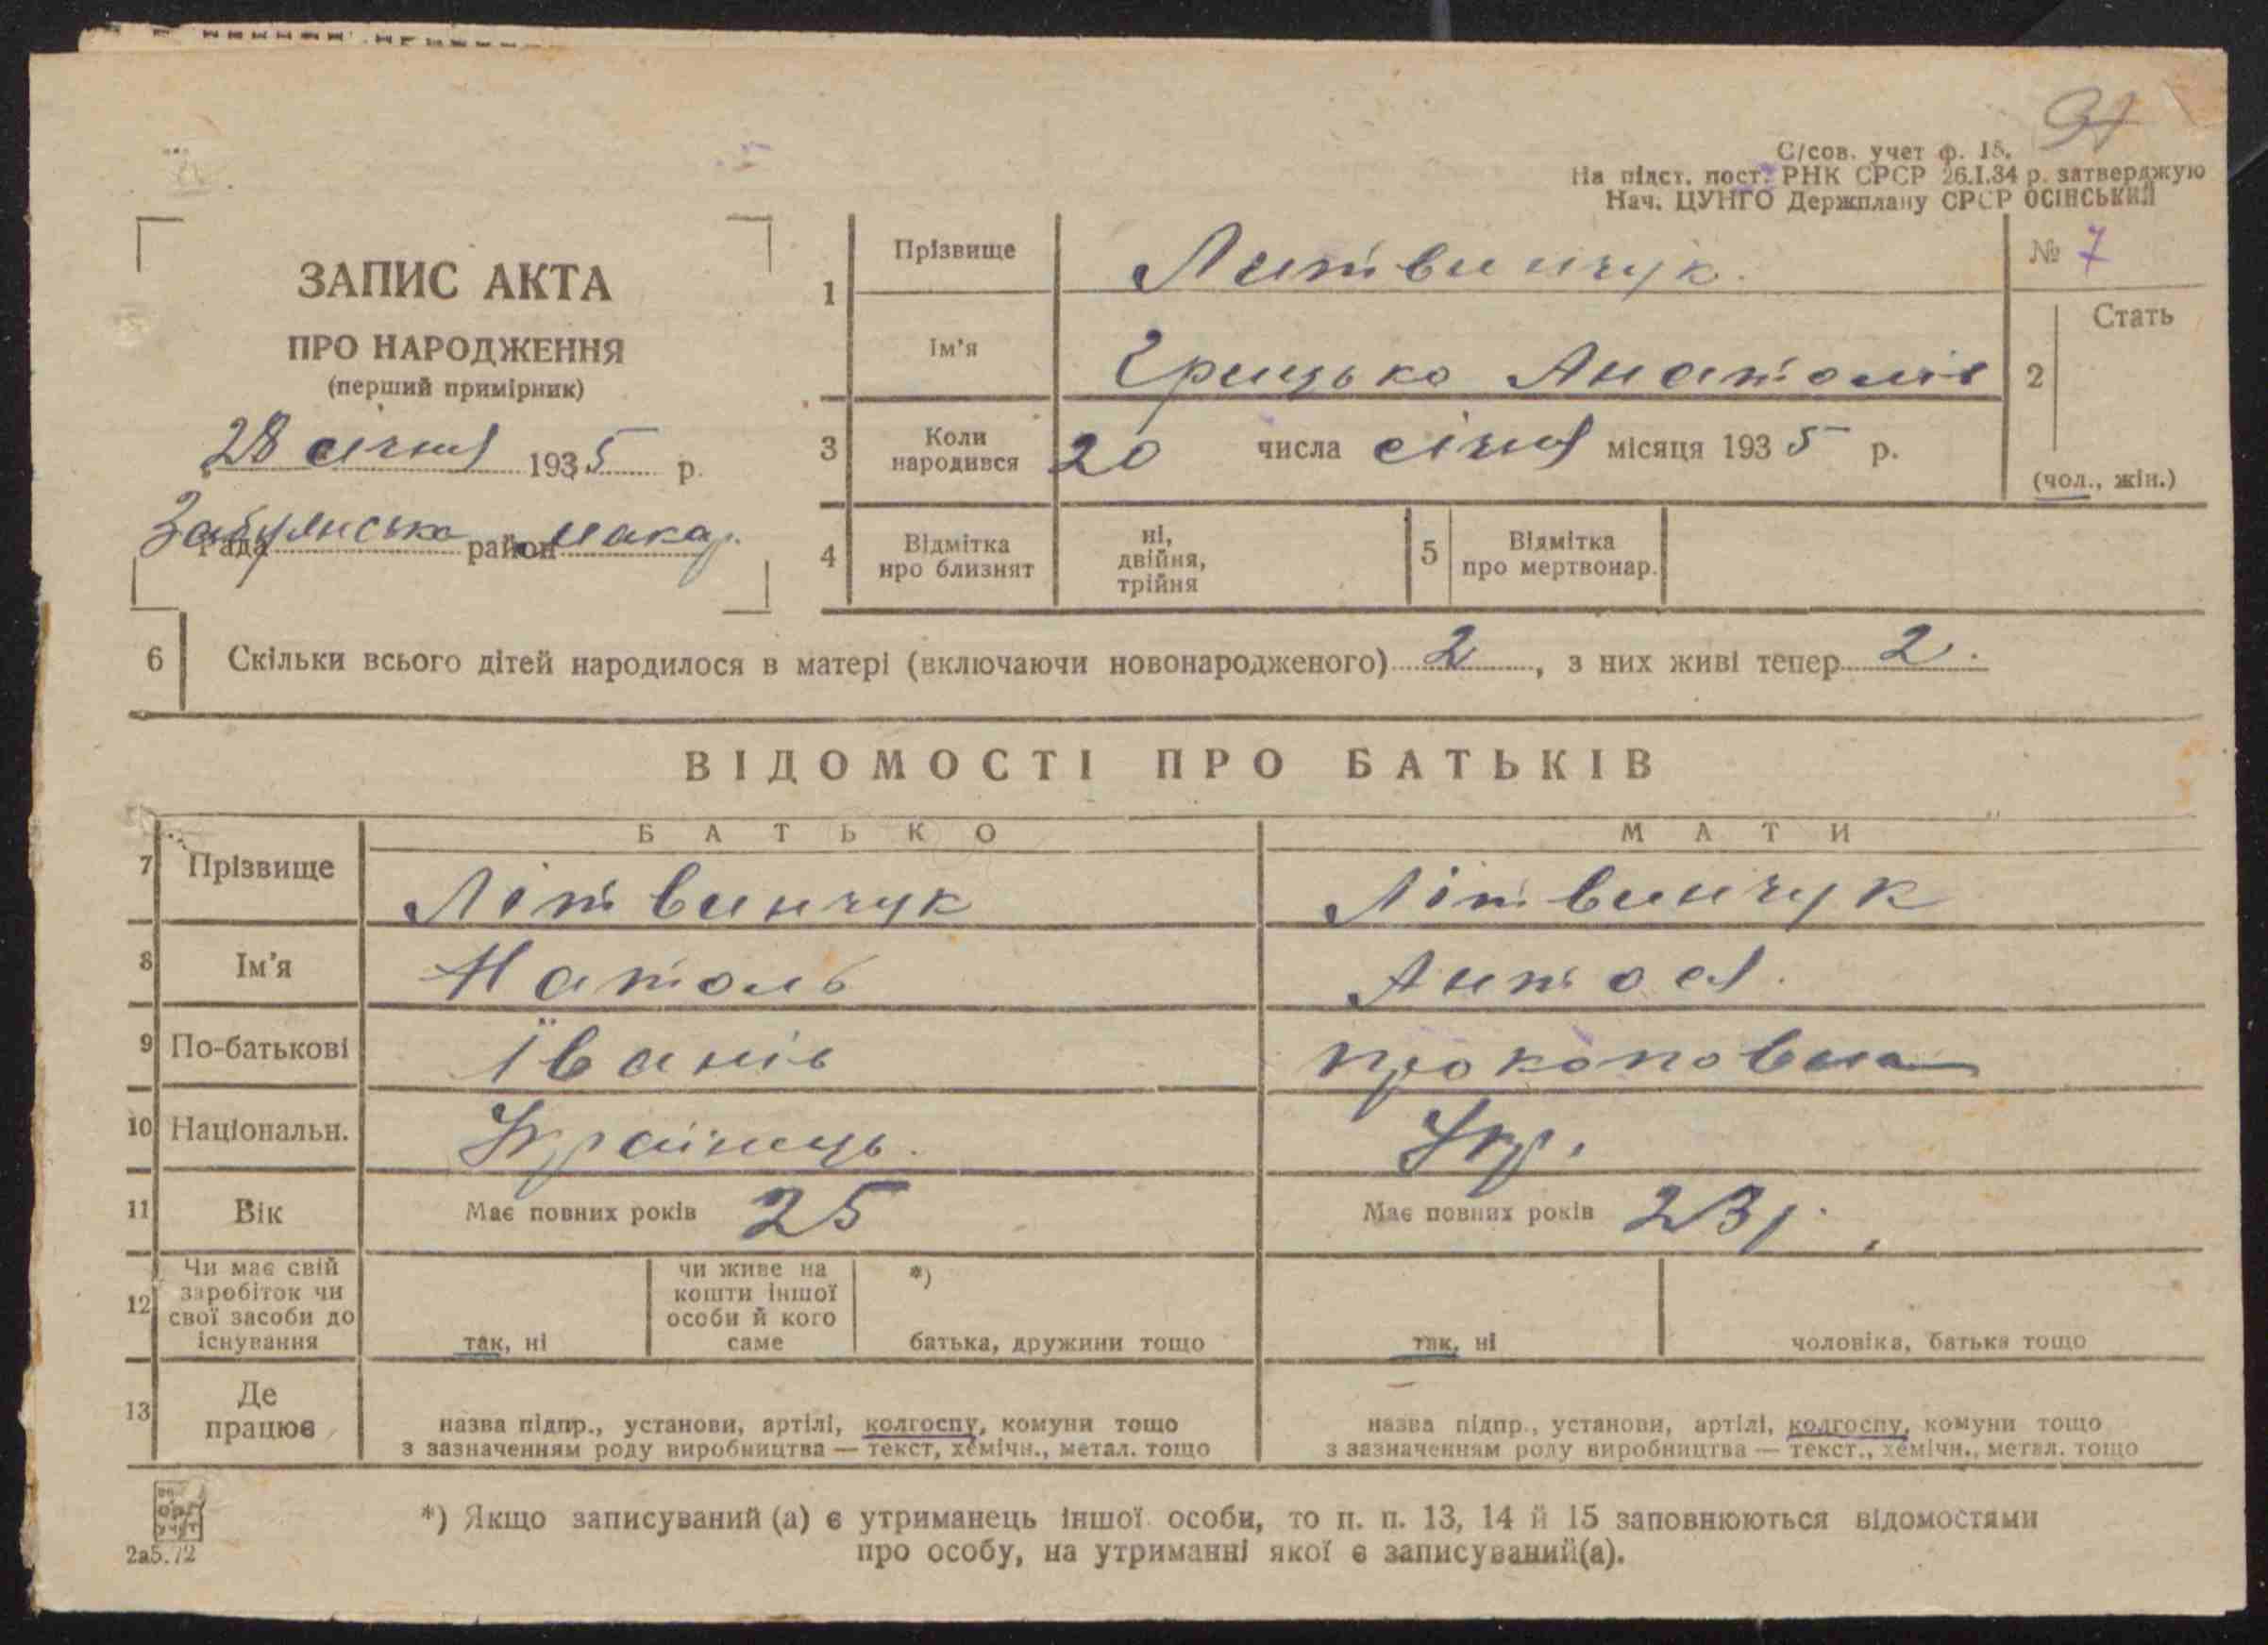 91
С/сов. учет ф. 15.
На підст. пост. РНК СРСР 26.I.34 р. затверджую
Нач. ЦУНГО Держплану СРСР ОСІНСЬКИЙ
ЗАПИС АКТА
ПРО НАРОДЖЕННЯ
(перший примірник)
28 січня 1935 р.
Забуянська рада район Макар.
1 Прізвище Литвинчук.
№ 7
Ім’я Грицько Анатолів
2 Стать
(чол., жін.)
3 Коли народився 20 числа січня місяця 1935 р.
4 Відмітка про близнят
ні, двійня, трійня
5 Відмітка про мертвонар.
6 Скільки всього дітей народилося в матері (включаючи новонародженого) 2, з них живі тепер 2.
ВІДОМОСТІ ПРО БАТЬКІВ
БАТЬКО МАТИ
7 Прізвище Літвинчук Літвинчук
8 Ім’я Натоль Антося.
9 По-батькові Іванів Прокоповна
10 Національн. Українець. Укр.
11 Вік Має повних років 25 Має повних років 23 р.
12 Чи має свій заробіток чи свої засоби до існування
так, ні
чи живе на кошти іншої особи й кого саме
*)
батька, дружини тощо
так, ні
чоловіка, батька тощо
13 Де працює
назва підпр., установи, артілі, колгоспу, комуни тощо
з зазначенням роду виробництва — текст, хемічн., метал. тощо
назва підпр., установи, артілі, колгоспу, комуни тощо
з зазначенням роду виробництва — текст., хемічн., метал. тощо
*) Якщо записуваний (а) є утриманець іншої особи, то п. п. 13, 14 й 15 заповнюються відомостями
про особу, на утриманні якої є записуваний(а).
2а5.72